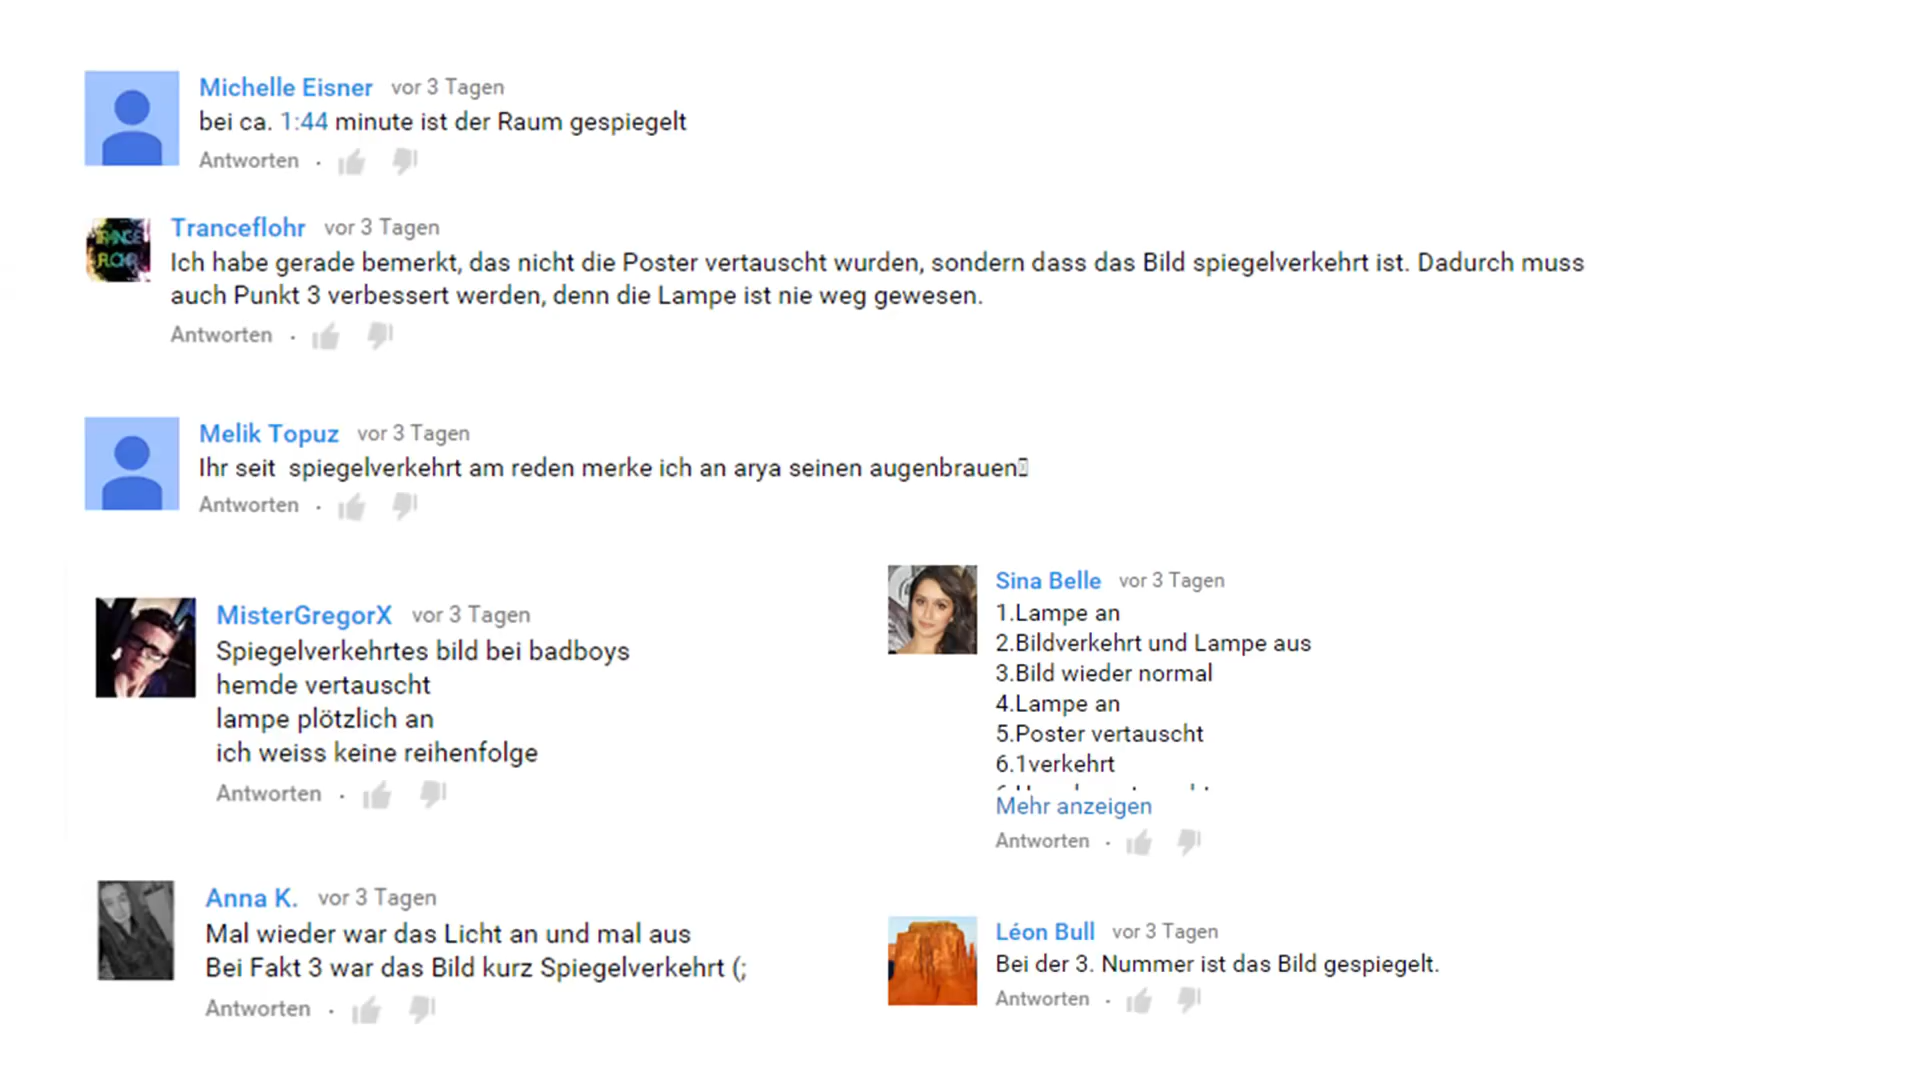 Michelle Eisner vor 3 Tagen
bei ca. 1:44 minute ist der Raum gespiegelt
Antworten ·
Tranceflohr vor 3 Tagen
Ich habe gerade bemerkt, das nicht die Poster vertauscht wurden, sondern dass das Bild spiegelverkehrt ist. Dadurch muss
auch Punkt 3 verbessert werden, denn die Lampe ist nie weg gewesen.
Antworten ·
Melik Topuz vor 3 Tagen
Ihr seit spiegelverkehrt am reden merke ich an arya seinen augenbrauen
Antworten ·
MisterGregorX vor 3 Tagen
Spiegelverkehrtes bild bei badboys
hemde vertauscht
lampe plötzlich an
ich weiss keine reihenfolge
Antworten ·
Sina Belle vor 3 Tagen
1.Lampe an
2.Bildverkehrt und Lampe aus
3.Bild wieder normal
4.Lampe an
5.Poster vertauscht
6.1verkehrt
Mehr anzeigen
Antworten ·
Anna K. vor 3 Tagen
Mal wieder war das Licht an und mal aus
Bei Fakt 3 war das Bild kurz Spiegelverkehrt (;
Antworten ·
Léon Bull vor 3 Tagen
Bei der 3. Nummer ist das Bild gespiegelt.
Antworten ·